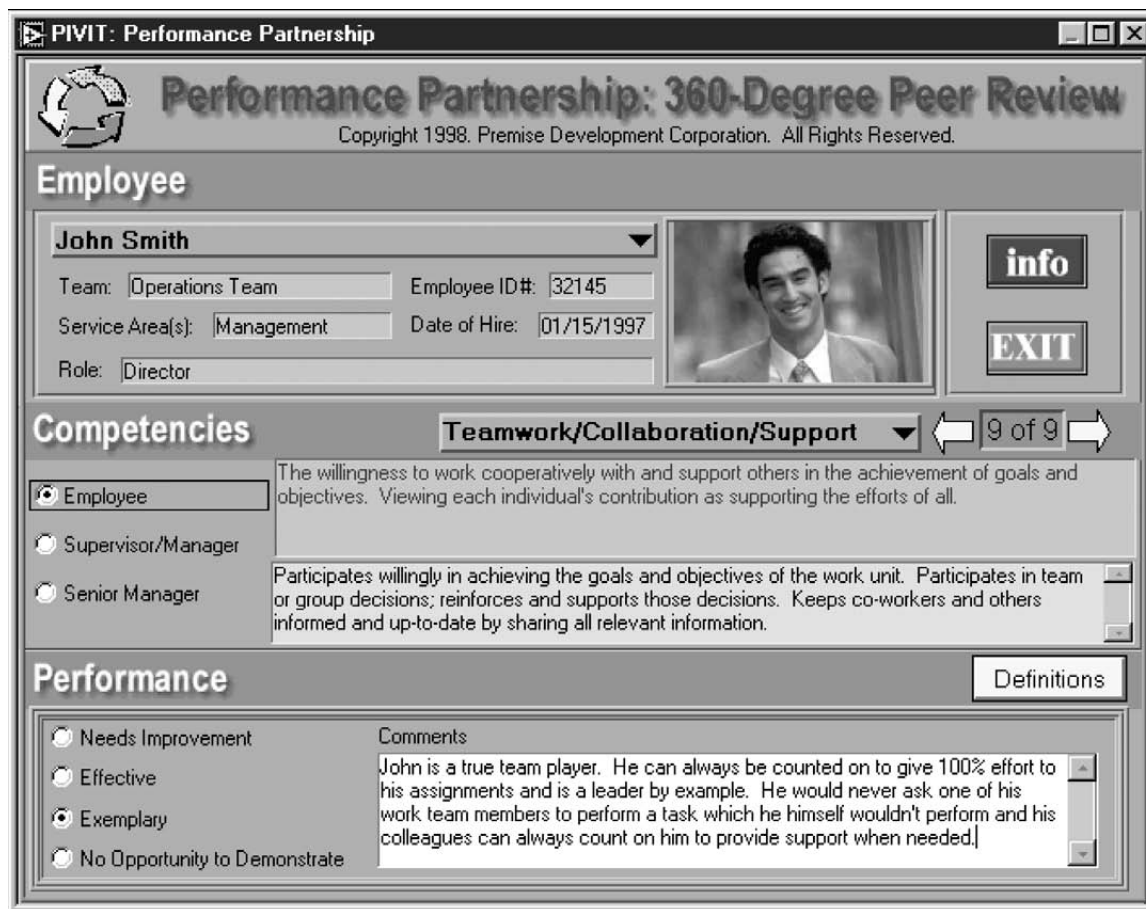 PIVIT: Performance Partnership
Performance Partnership: 360-Degree Peer Review
Copyright 1998. Premise Development Corporation. All Rights Reserved.
Employee
John Smith
Team: Operations Team
Employee ID#: 32145
Service Area(s): Management
Date of Hire: 01/15/1997
Role: Director
info
EXIT
Competencies
Teamwork/Collaboration/Support
9 of 9
Employee
Supervisor/Manager
Senior Manager
The willingness to work cooperatively with and support others in the achievement of goals and
objectives. Viewing each individual's contribution as supporting the efforts of all.
Participates willingly in achieving the goals and objectives of the work unit. Participates in team
or group decisions; reinforces and supports those decisions. Keeps co-workers and others
informed and up-to-date by sharing all relevant information.
Performance
Definitions
Needs Improvement
Effective
Exemplary
No Opportunity to Demonstrate
Comments
John is a true team player. He can always be counted on to give 100% effort to
his assignments and is a leader by example. He would never ask one of his
work team members to perform a task which he himself wouldn't perform and his
colleagues can always count on him to provide support when needed.